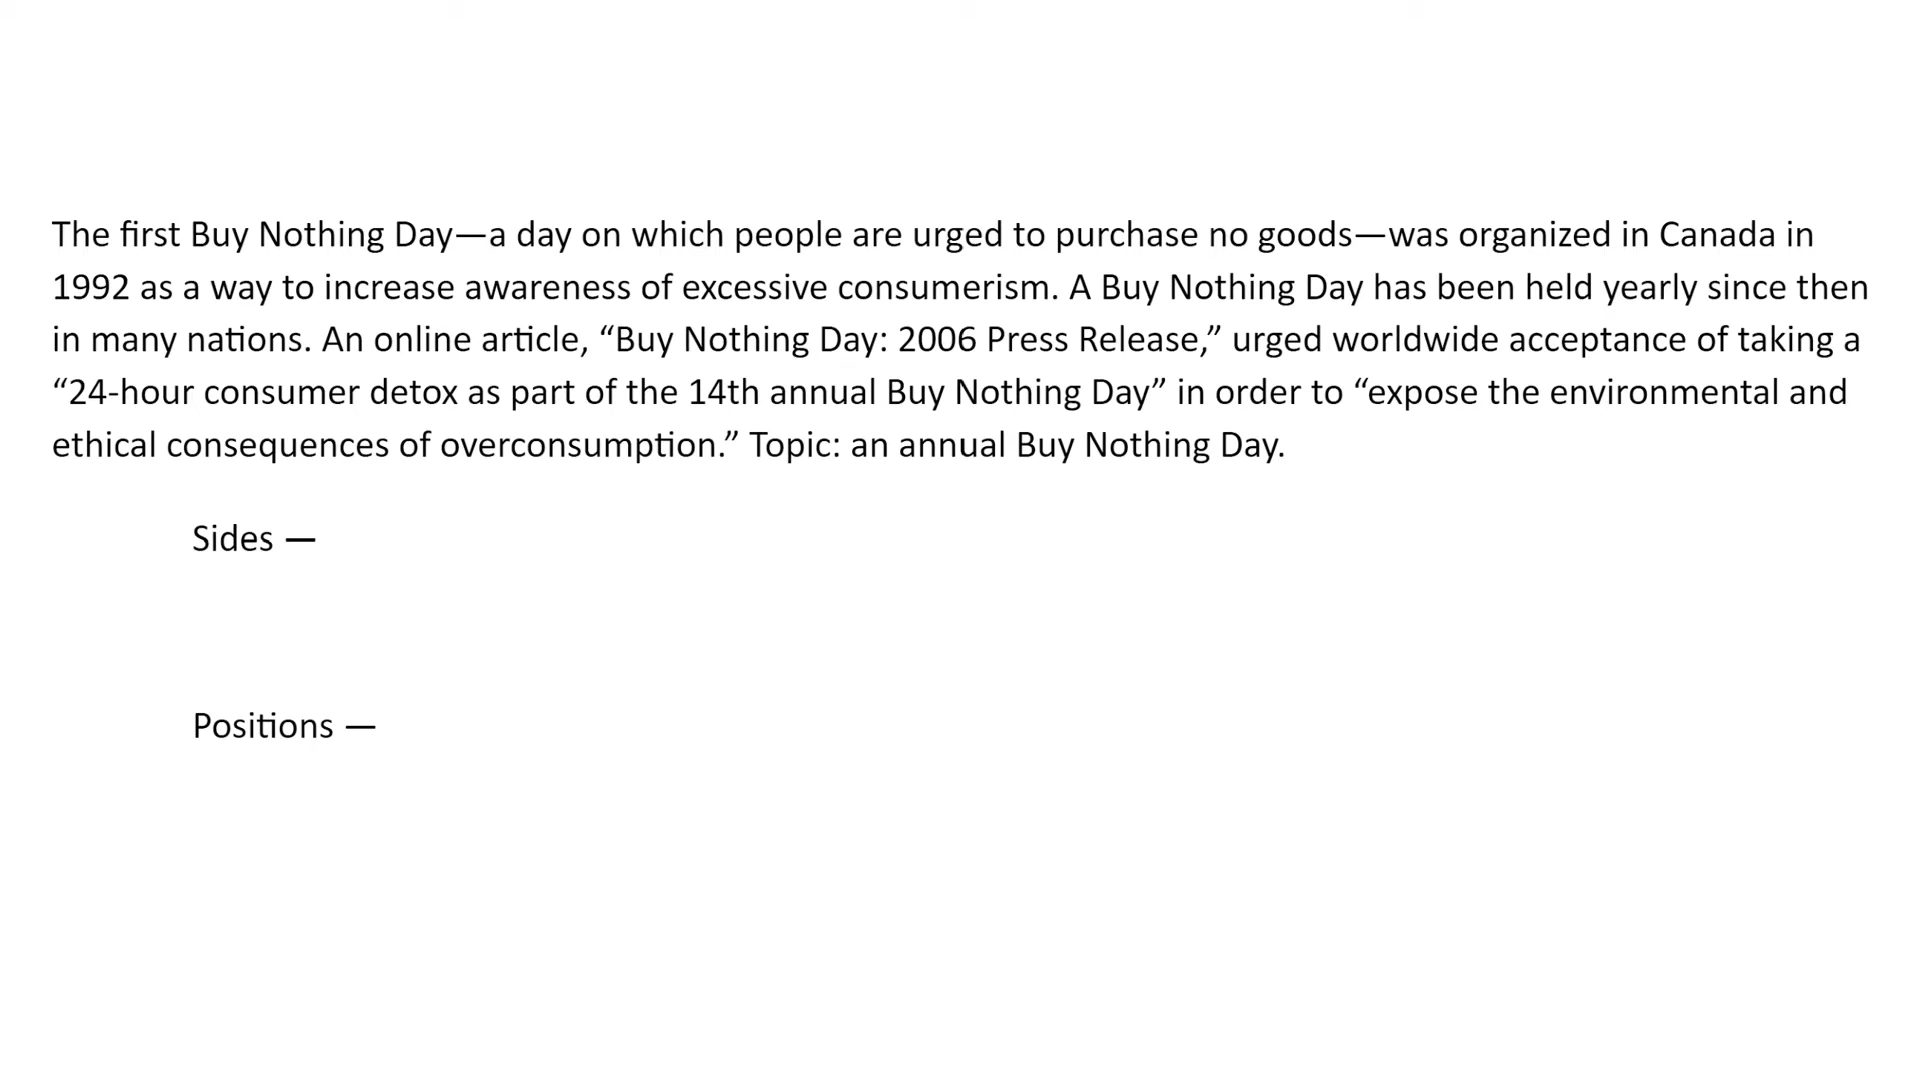 The first Buy Nothing Day—a day on which people are urged to purchase no goods—was organized in Canada in
1992 as a way to increase awareness of excessive consumerism. A Buy Nothing Day has been held yearly since then
in many nations. An online article, “Buy Nothing Day: 2006 Press Release,” urged worldwide acceptance of taking a
“24-hour consumer detox as part of the 14th annual Buy Nothing Day” in order to “expose the environmental and
ethical consequences of overconsumption.” Topic: an annual Buy Nothing Day.
Sides —
Positions —